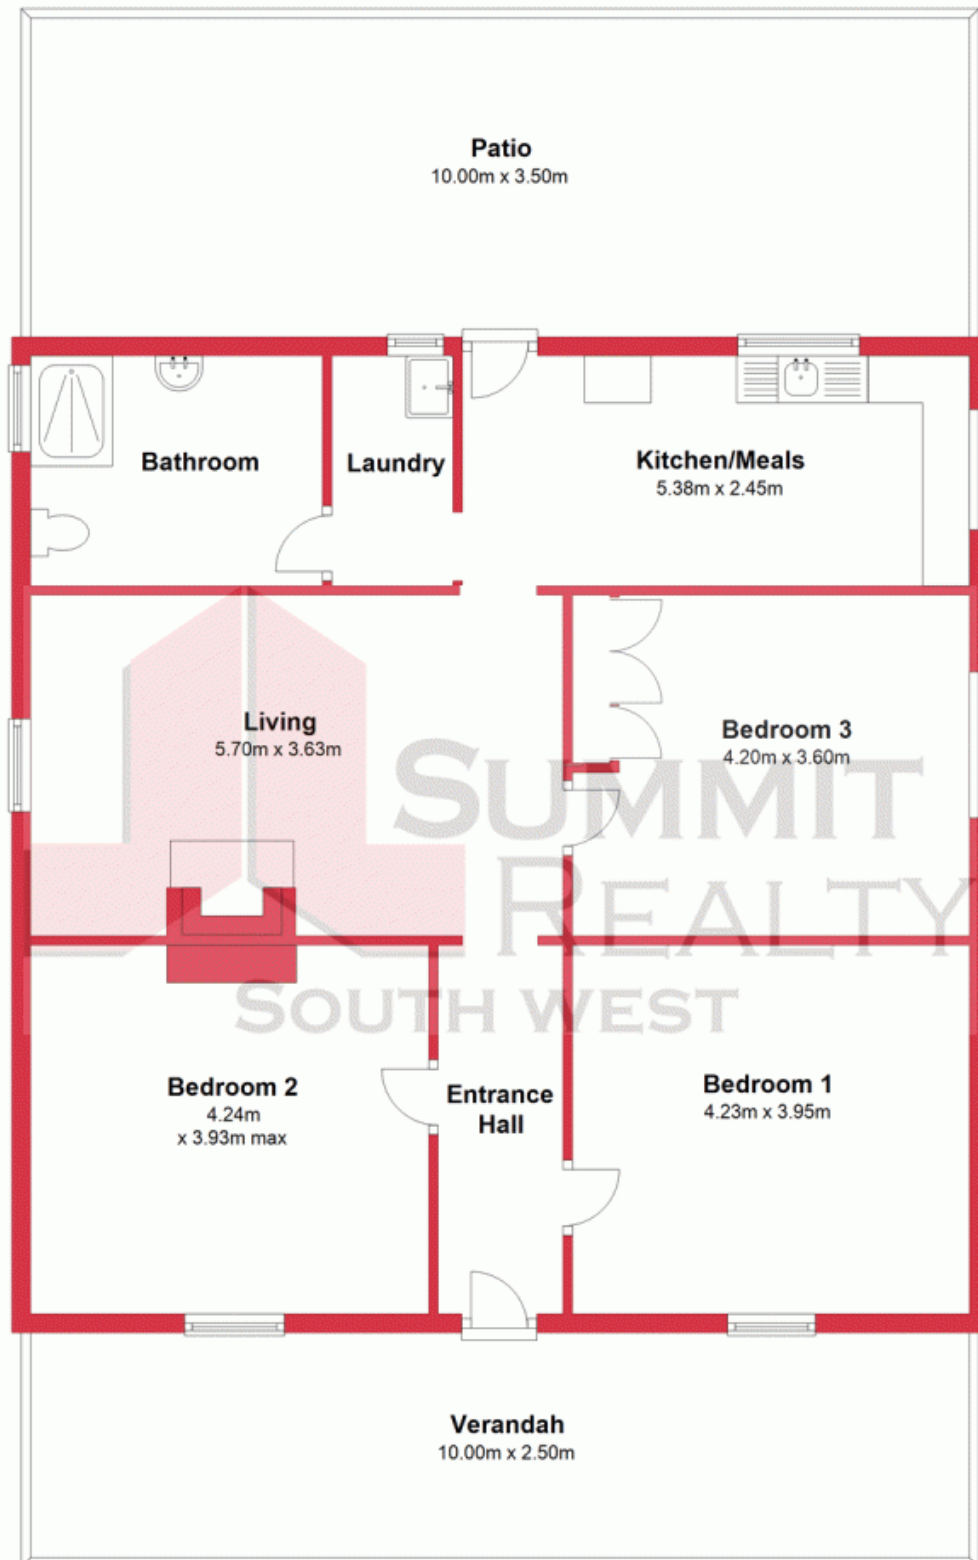 Patio
10.00m x 3.50m
Bathroom
Laundry
Kitchen/Meals
5.38m x 2.45m
Living
5.70m x 3.63m
Bedroom 3
4.20m x 3.60m
SUMMIT
REALTY
SOUTH WEST
Bedroom 2
4.24m
x 3.93m max
Entrance
Hall
Bedroom 1
4.23m x 3.95m
Verandah
10.00m x 2.50m